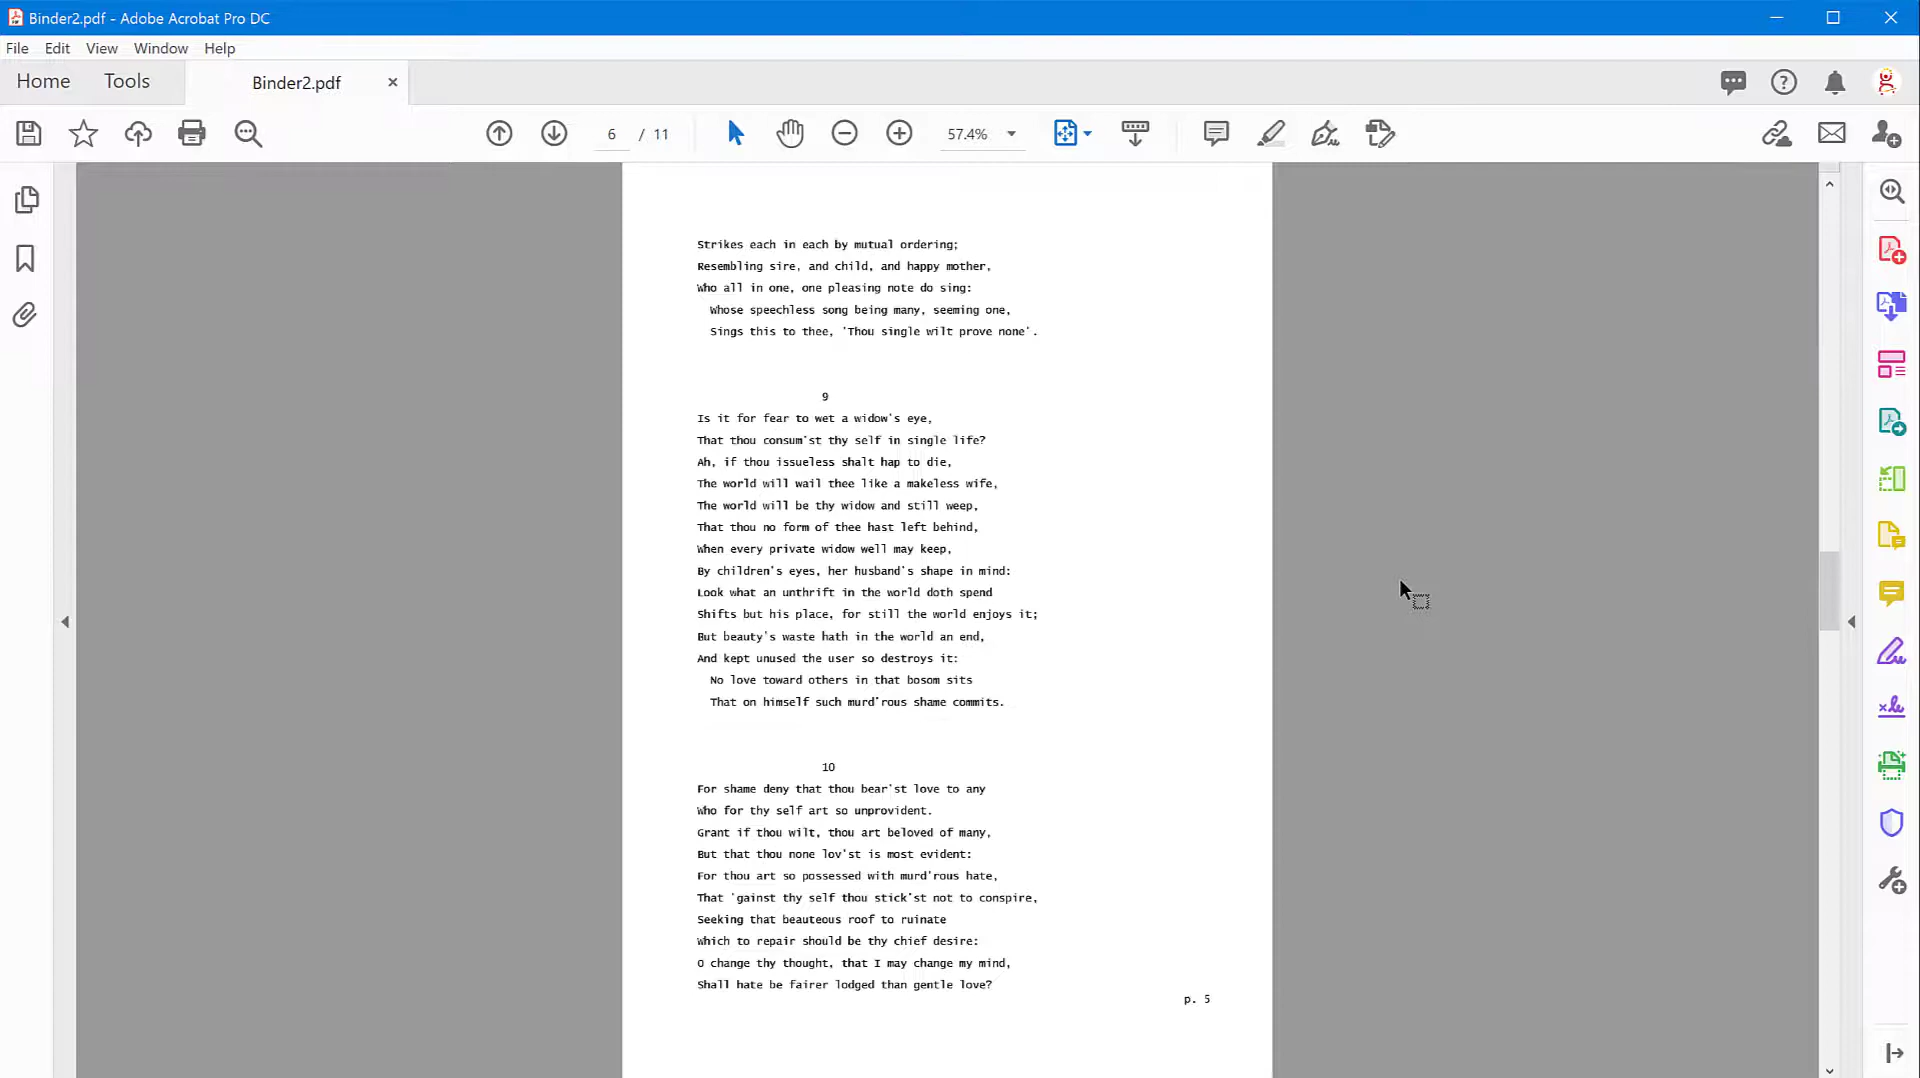 Binder2.pdf - Adobe Acrobat Pro DC
File Edit View Window Help
Home Tools Binder2.pdf
6 / 11 57.4%
Strikes each in each by mutual ordering;
Resembling sire, and child, and happy mother,
Who all in one, one pleasing note do sing:
Whose speechless song being many, seeming one,
Sings this to thee, 'Thou single wilt prove none'.
9
Is it for fear to wet a widow's eye,
That thou consum'st thy self in single life?
Ah, if thou issueless shalt hap to die,
The world will wail thee like a makeless wife,
The world will be thy widow and still weep,
That thou no form of thee hast left behind,
When every private widow well may keep,
By children's eyes, her husband's shape in mind:
Look what an unthrift in the world doth spend
Shifts but his place, for still the world enjoys it;
But beauty's waste hath in the world an end,
And kept unused the user so destroys it:
No love toward others in that bosom sits
That on himself such murd'rous shame commits.
10
For shame deny that thou bear'st love to any
Who for thy self art so unprovident.
Grant if thou wilt, thou art beloved of many,
But that thou none lov'st is most evident:
For thou art so possessed with murd'rous hate,
That 'gainst thy self thou stick'st not to conspire,
Seeking that beauteous roof to ruinate
Which to repair should be thy chief desire:
O change thy thought, that I may change my mind,
Shall hate be fairer lodged than gentle love?
p. 5